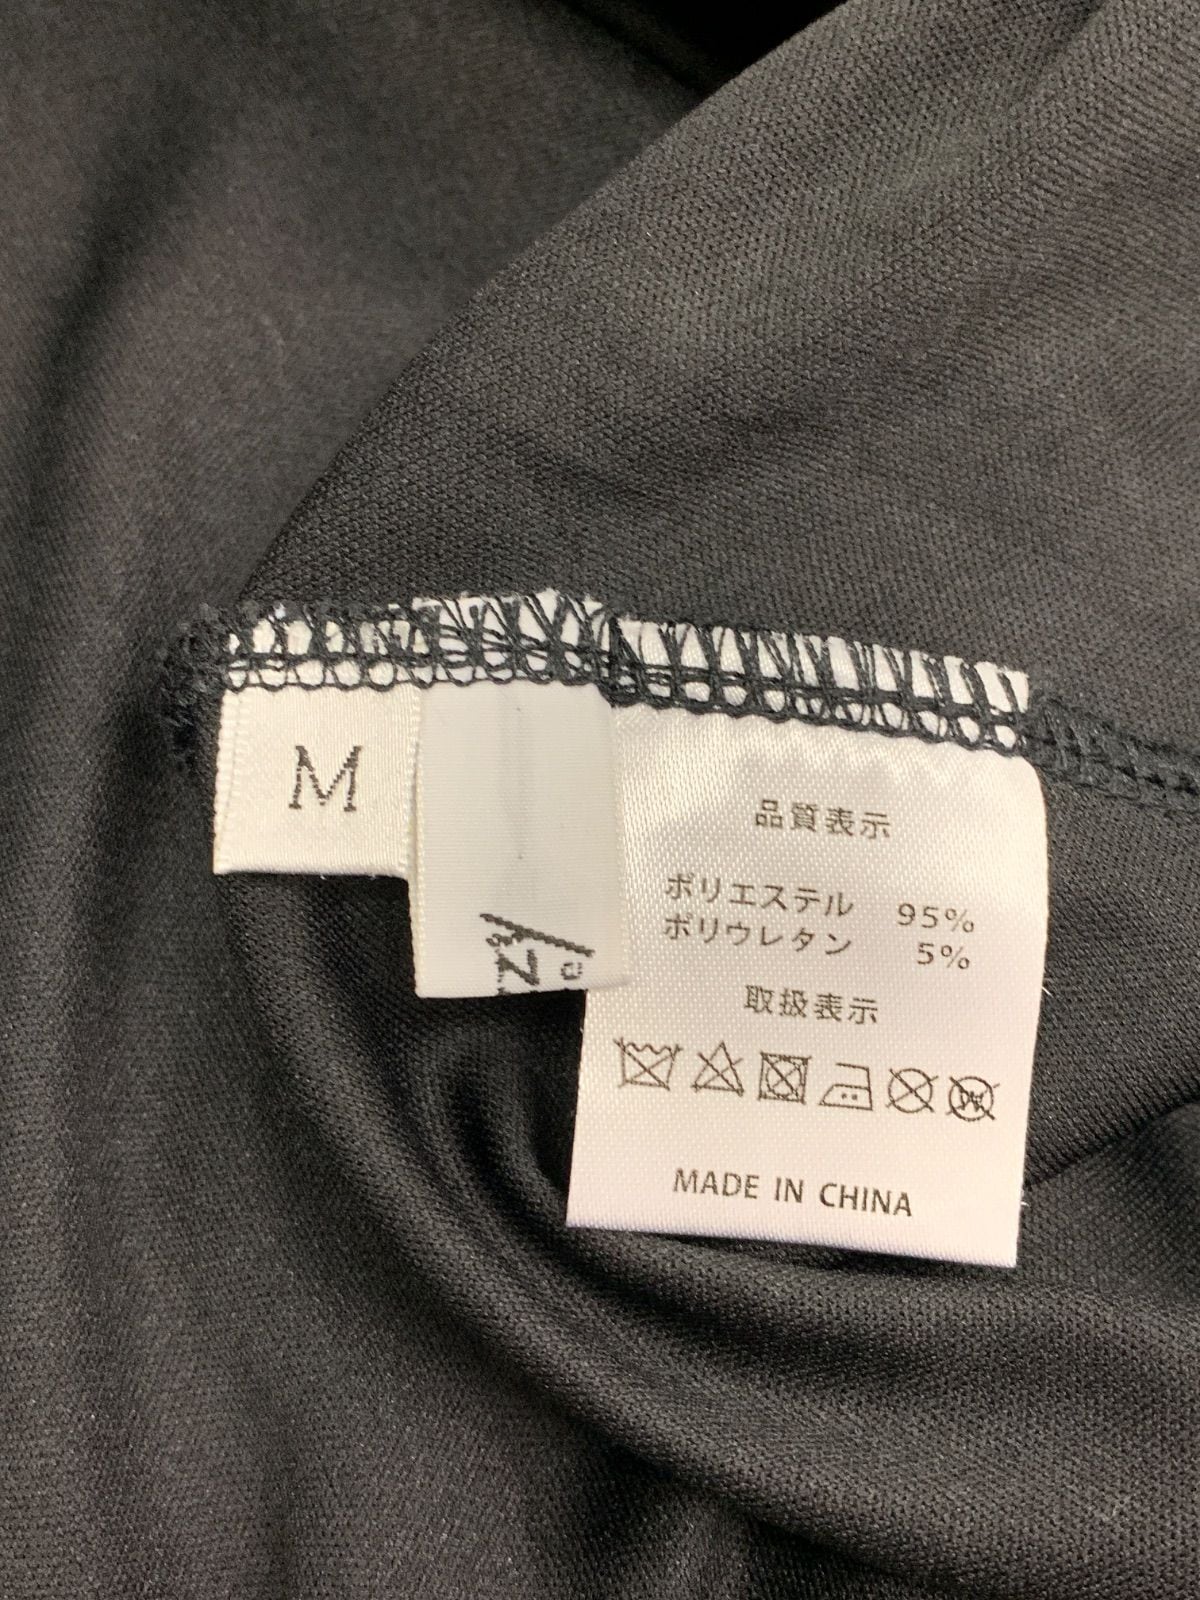 M
品質表示
ポリエステル 95%
ポリウレタン 5%
取扱表示
MADE IN CHINA